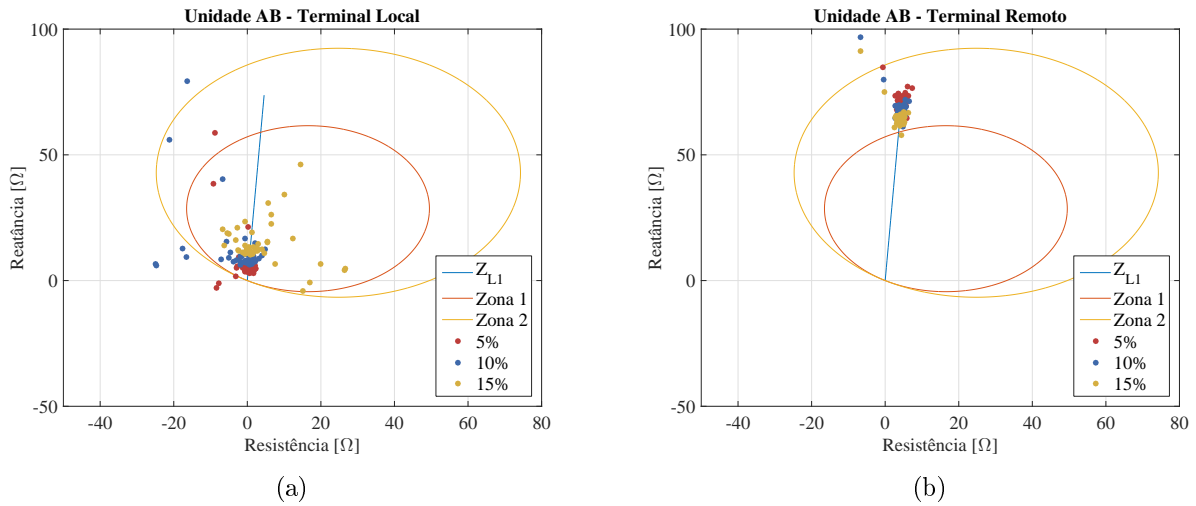 Unidade AB - Terminal Local
100
50
0
-50
-40
-20
0
20
40
60
80
Reatância [Ω]
Resistência [Ω]
Z_L1
Zona 1
Zona 2
5%
10%
15%
(a)
Unidade AB - Terminal Remoto
100
50
0
-50
-40
-20
0
20
40
60
80
Reatância [Ω]
Resistência [Ω]
Z_L1
Zona 1
Zona 2
5%
10%
15%
(b)